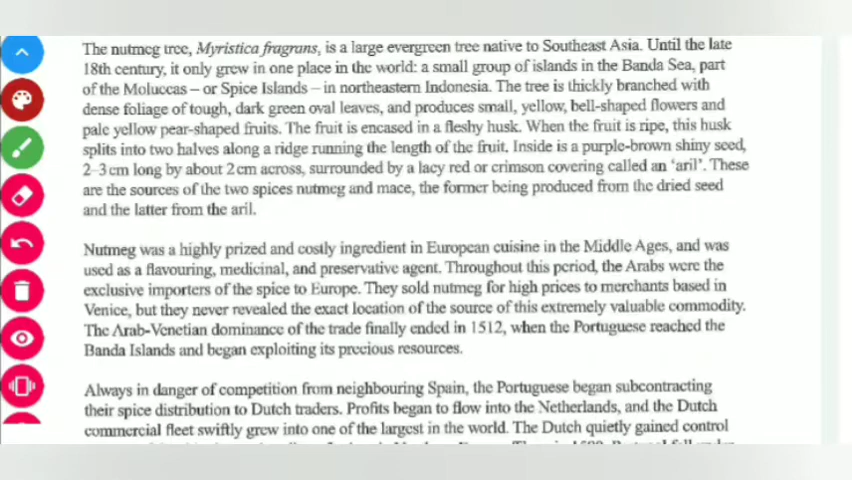 The nutmeg tree, Myristica fragrans, is a large evergreen tree native to Southeast Asia. Until the late
18th century, it only grew in one place in the world: a small group of islands in the Banda Sea, part
of the Moluccas – or Spice Islands – in northeastern Indonesia. The tree is thickly branched with
dense foliage of tough, dark green oval leaves, and produces small, yellow, bell-shaped flowers and
pale yellow pear-shaped fruits. The fruit is encased in a fleshy husk. When the fruit is ripe, this husk
splits into two halves along a ridge running the length of the fruit. Inside is a purple-brown shiny seed,
2–3cm long by about 2cm across, surrounded by a lacy red or crimson covering called an ‘aril’. These
are the sources of the two spices nutmeg and mace, the former being produced from the dried seed
and the latter from the aril.
Nutmeg was a highly prized and costly ingredient in European cuisine in the Middle Ages, and was
used as a flavouring, medicinal, and preservative agent. Throughout this period, the Arabs were the
exclusive importers of the spice to Europe. They sold nutmeg for high prices to merchants based in
Venice, but they never revealed the exact location of the source of this extremely valuable commodity.
The Arab-Venetian dominance of the trade finally ended in 1512, when the Portuguese reached the
Banda Islands and began exploiting its precious resources.
Always in danger of competition from neighbouring Spain, the Portuguese began subcontracting
their spice distribution to Dutch traders. Profits began to flow into the Netherlands, and the Dutch
commercial fleet swiftly grew into one of the largest in the world. The Dutch quietly gained control